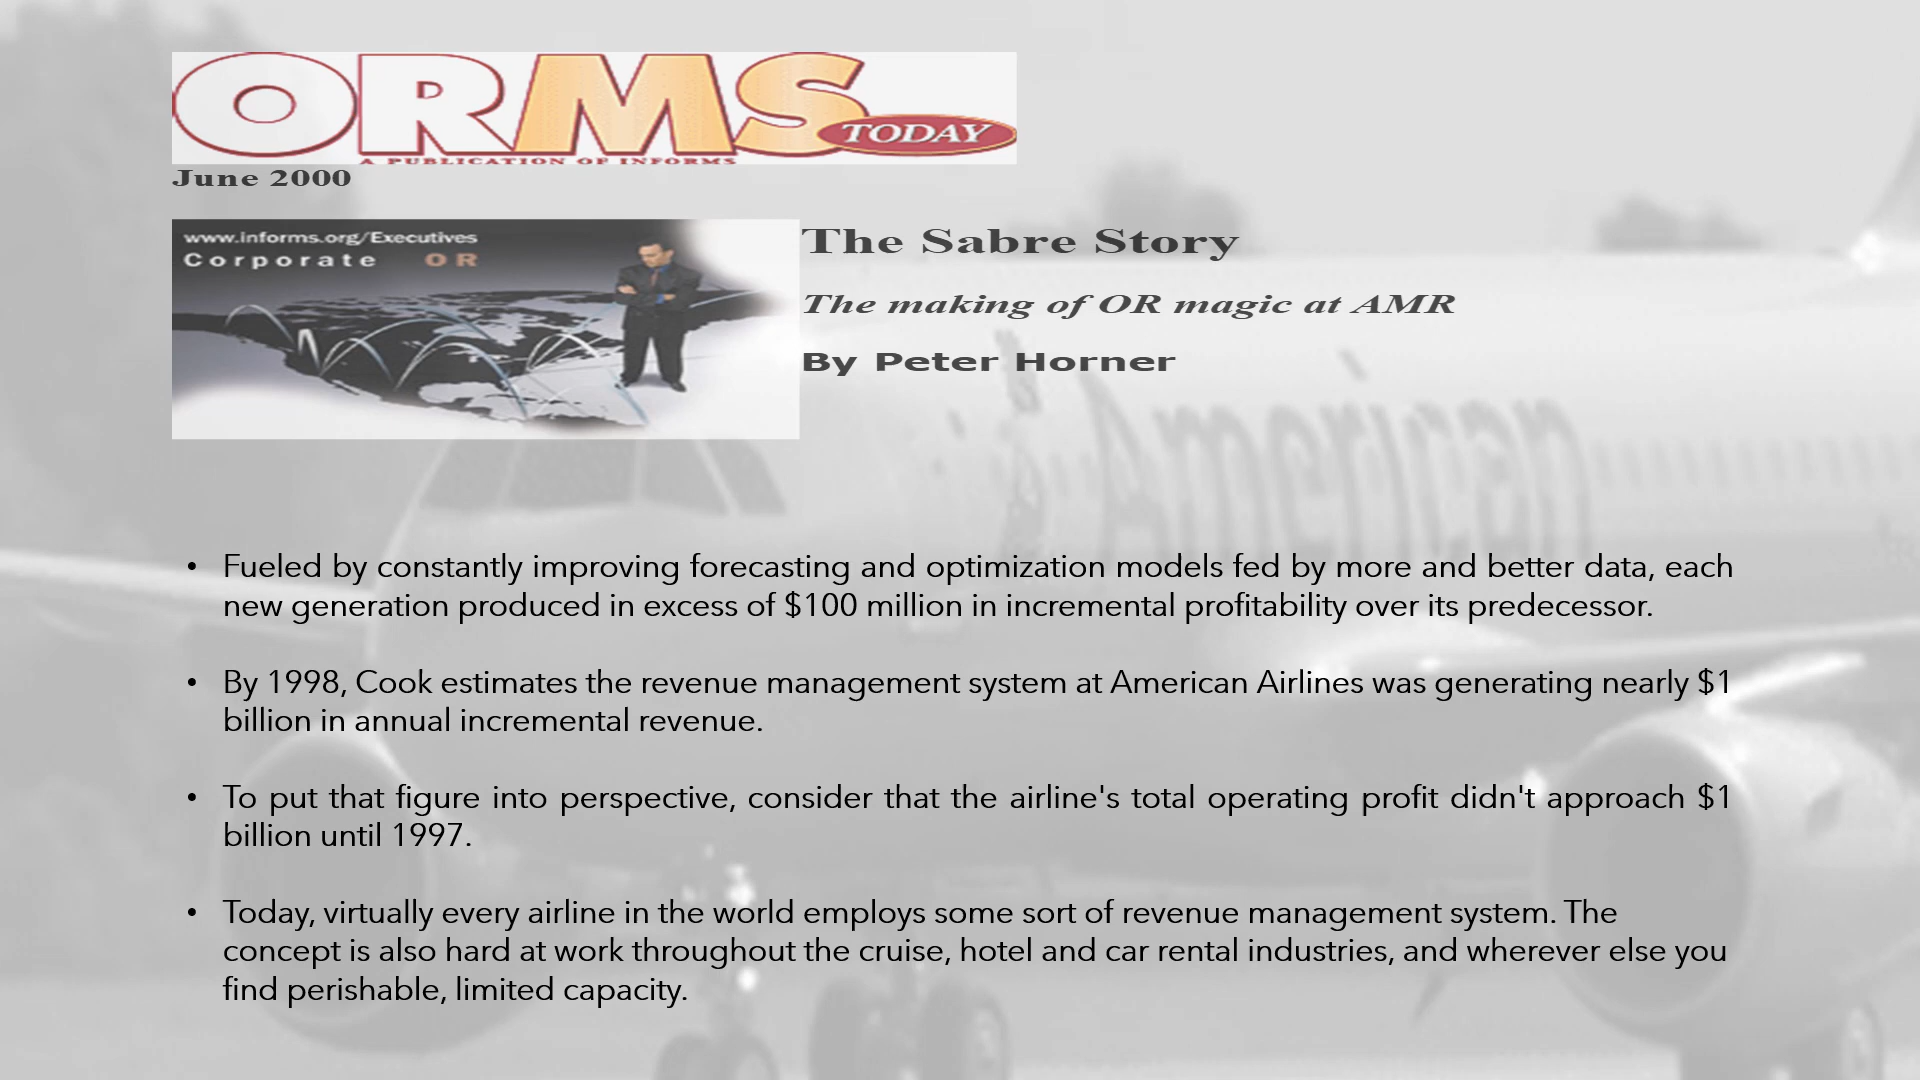 ORMS TODAY
A PUBLICATION OF INFORMS
June 2000
www.informs.org/Executives
Corporate OR
The Sabre Story
The making of OR magic at AMR
By Peter Horner
American
• Fueled by constantly improving forecasting and optimization models fed by more and better data, each
new generation produced in excess of $100 million in incremental profitability over its predecessor.
• By 1998, Cook estimates the revenue management system at American Airlines was generating nearly $1
billion in annual incremental revenue.
• To put that figure into perspective, consider that the airline's total operating profit didn't approach $1
billion until 1997.
• Today, virtually every airline in the world employs some sort of revenue management system. The
concept is also hard at work throughout the cruise, hotel and car rental industries, and wherever else you
find perishable, limited capacity.